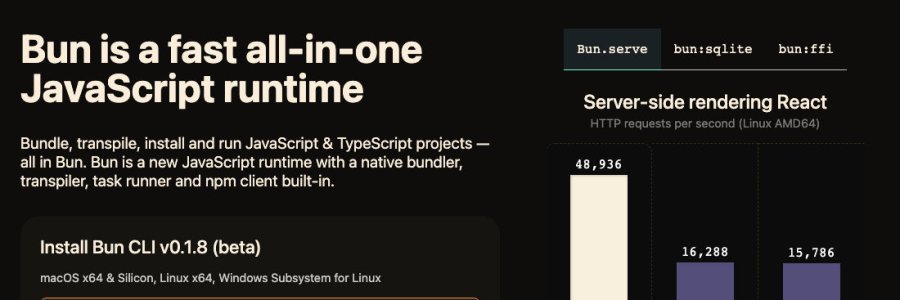 Bun is a fast all-in-one
JavaScript runtime
Bundle, transpile, install and run JavaScript & TypeScript projects —
all in Bun. Bun is a new JavaScript runtime with a native bundler,
transpiler, task runner and npm client built-in.
Install Bun CLI v0.1.8 (beta)
macOS x64 & Silicon, Linux x64, Windows Subsystem for Linux
Bun.serve bun:sqlite bun:ffi
Server-side rendering React
HTTP requests per second (Linux AMD64)
48,936
16,288
15,786